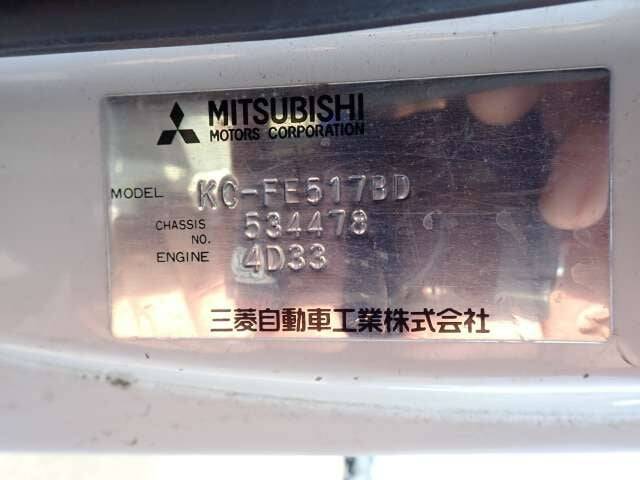 MITSUBISHI
MOTORS CORPORATION
MODEL KC-FE517BD
CHASSIS NO. 534478
ENGINE 4D33
三菱自動車工業株式会社